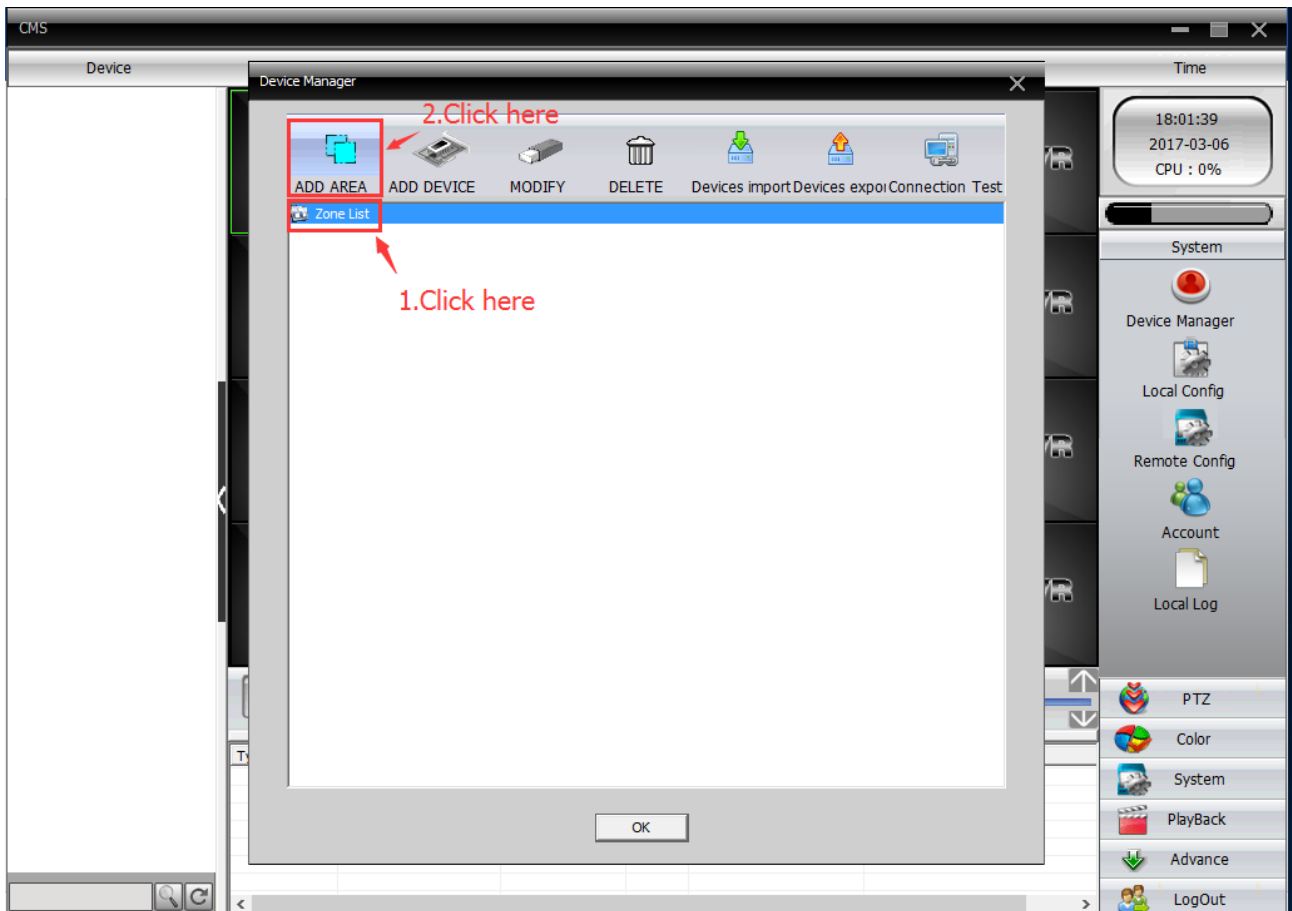 CMS
Device
Time
Device Manager
2.Click here
ADD AREA ADD DEVICE MODIFY DELETE Devices import Devices expor Connection Test
Zone List
1.Click here
OK
18:01:39
2017-03-06
CPU : 0%
System
Device Manager
Local Config
Remote Config
Account
Local Log
PTZ
Color
System
PlayBack
Advance
LogOut